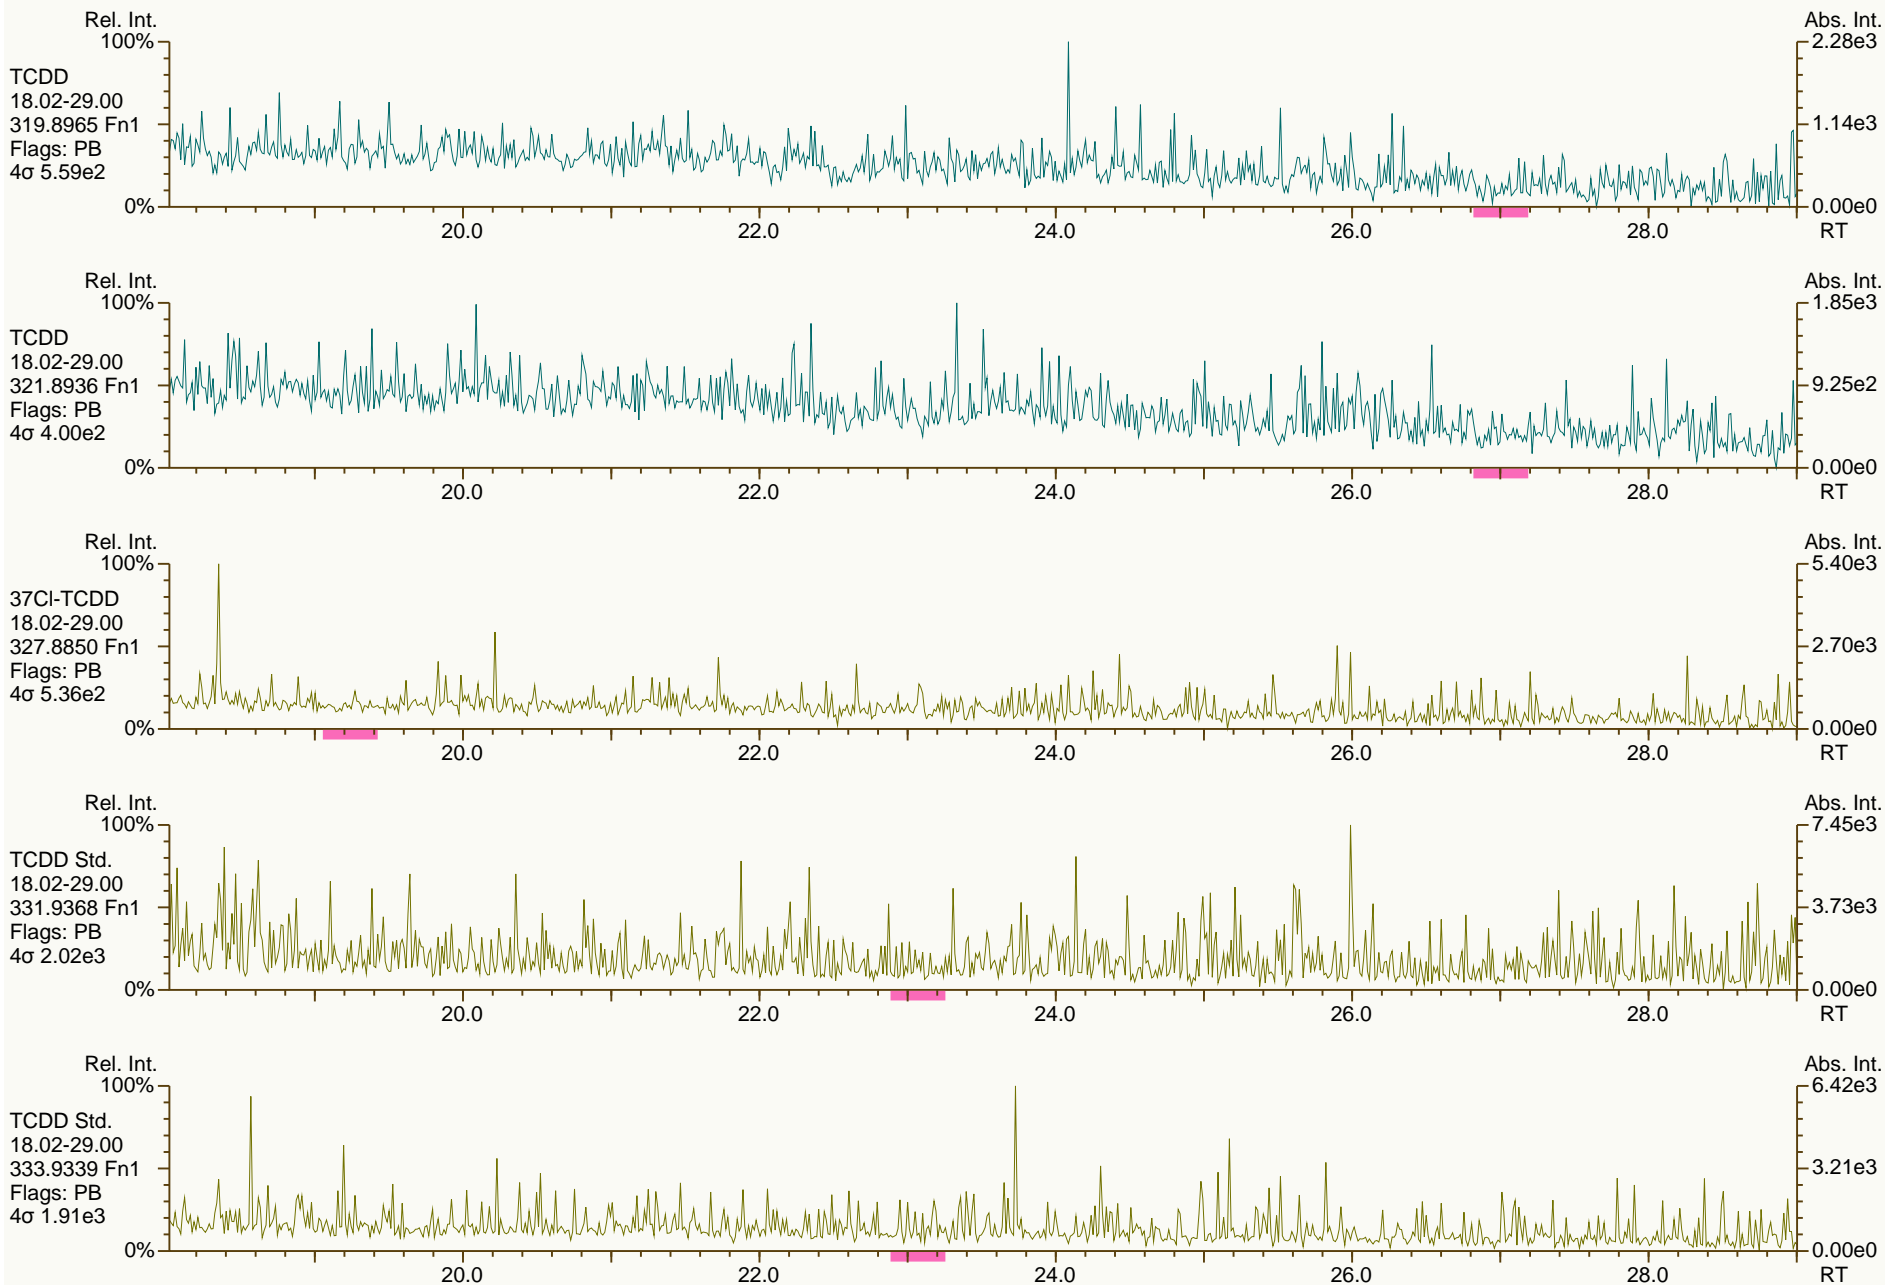 Rel. Int.
Abs. Int.
100%
2.28e3
TCDD
18.02-29.00
319.8965 Fn1
1.14e3
Flags: PB
4σ 5.59e2
0%
0.00e0
20.0
22.0
24.0
26.0
28.0
RT
Rel. Int.
Abs. Int.
100%
1.85e3
TCDD
18.02-29.00
321.8936 Fn1
9.25e2
Flags: PB
4σ 4.00e2
0%
0.00e0
20.0
22.0
24.0
26.0
28.0
RT
Rel. Int.
Abs. Int.
100%
5.40e3
37Cl-TCDD
18.02-29.00
327.8850 Fn1
2.70e3
Flags: PB
4σ 5.36e2
0%
0.00e0
20.0
22.0
24.0
26.0
28.0
RT
Rel. Int.
Abs. Int.
100%
7.45e3
TCDD Std.
18.02-29.00
331.9368 Fn1
3.73e3
Flags: PB
4σ 2.02e3
0%
0.00e0
20.0
22.0
24.0
26.0
28.0
RT
Rel. Int.
Abs. Int.
100%
6.42e3
TCDD Std.
18.02-29.00
333.9339 Fn1
3.21e3
Flags: PB
4σ 1.91e3
0%
0.00e0
20.0
22.0
24.0
26.0
28.0
RT